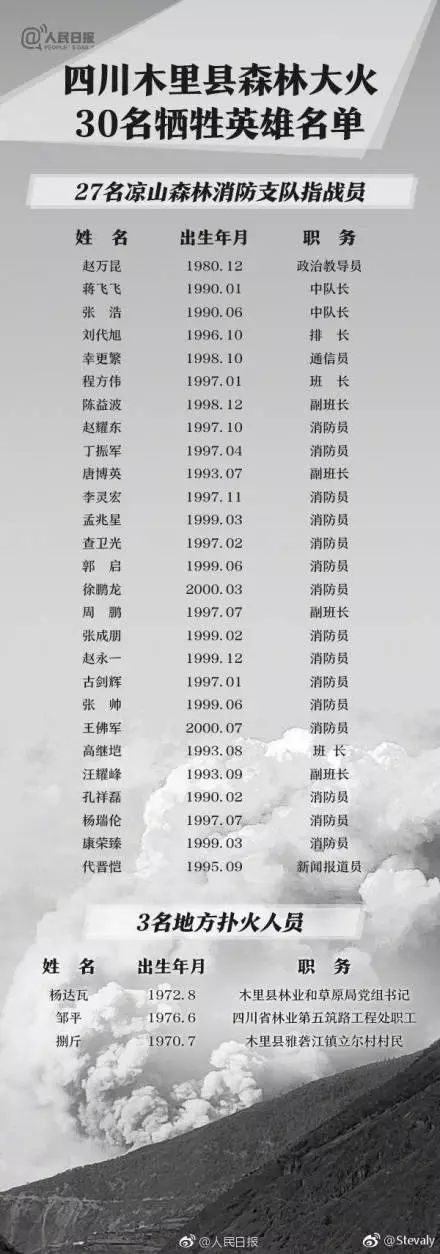 @人民日报
PEOPLE'S DAILY
四川木里县森林大火
30名牺牲英雄名单
27名凉山森林消防支队指战员
姓 名 出生年月 职 务
赵万昆 1980.12 政治教导员
蒋飞飞 1990.01 中队长
张 浩 1990.06 中队长
刘代旭 1996.10 排 长
幸更繁 1998.10 通信员
程方伟 1997.01 班 长
陈益波 1998.12 副班长
赵耀东 1997.10 消防员
丁振军 1997.04 消防员
唐博英 1993.07 副班长
李灵宏 1997.11 消防员
孟兆星 1999.03 消防员
查卫光 1997.02 消防员
郭 启 1999.06 消防员
徐鹏龙 2000.03 消防员
周 鹏 1997.07 副班长
张成朋 1999.02 消防员
赵永一 1999.12 消防员
古剑辉 1997.01 消防员
张 帅 1999.06 消防员
王佛军 2000.07 消防员
高继垲 1993.08 班 长
汪耀峰 1993.09 副班长
孔祥磊 1990.02 消防员
杨瑞伦 1997.07 消防员
康荣臻 1999.03 消防员
代晋恺 1995.09 新闻报道员
3名地方扑火人员
姓 名 出生年月 职 务
杨达瓦 1972.8 木里县林业和草原局党组书记
邹平 1976.6 四川省林业第五筑路工程处职工
捌斤 1970.7 木里县雅砻江镇立尔村村民
@人民日报
@Stevaly